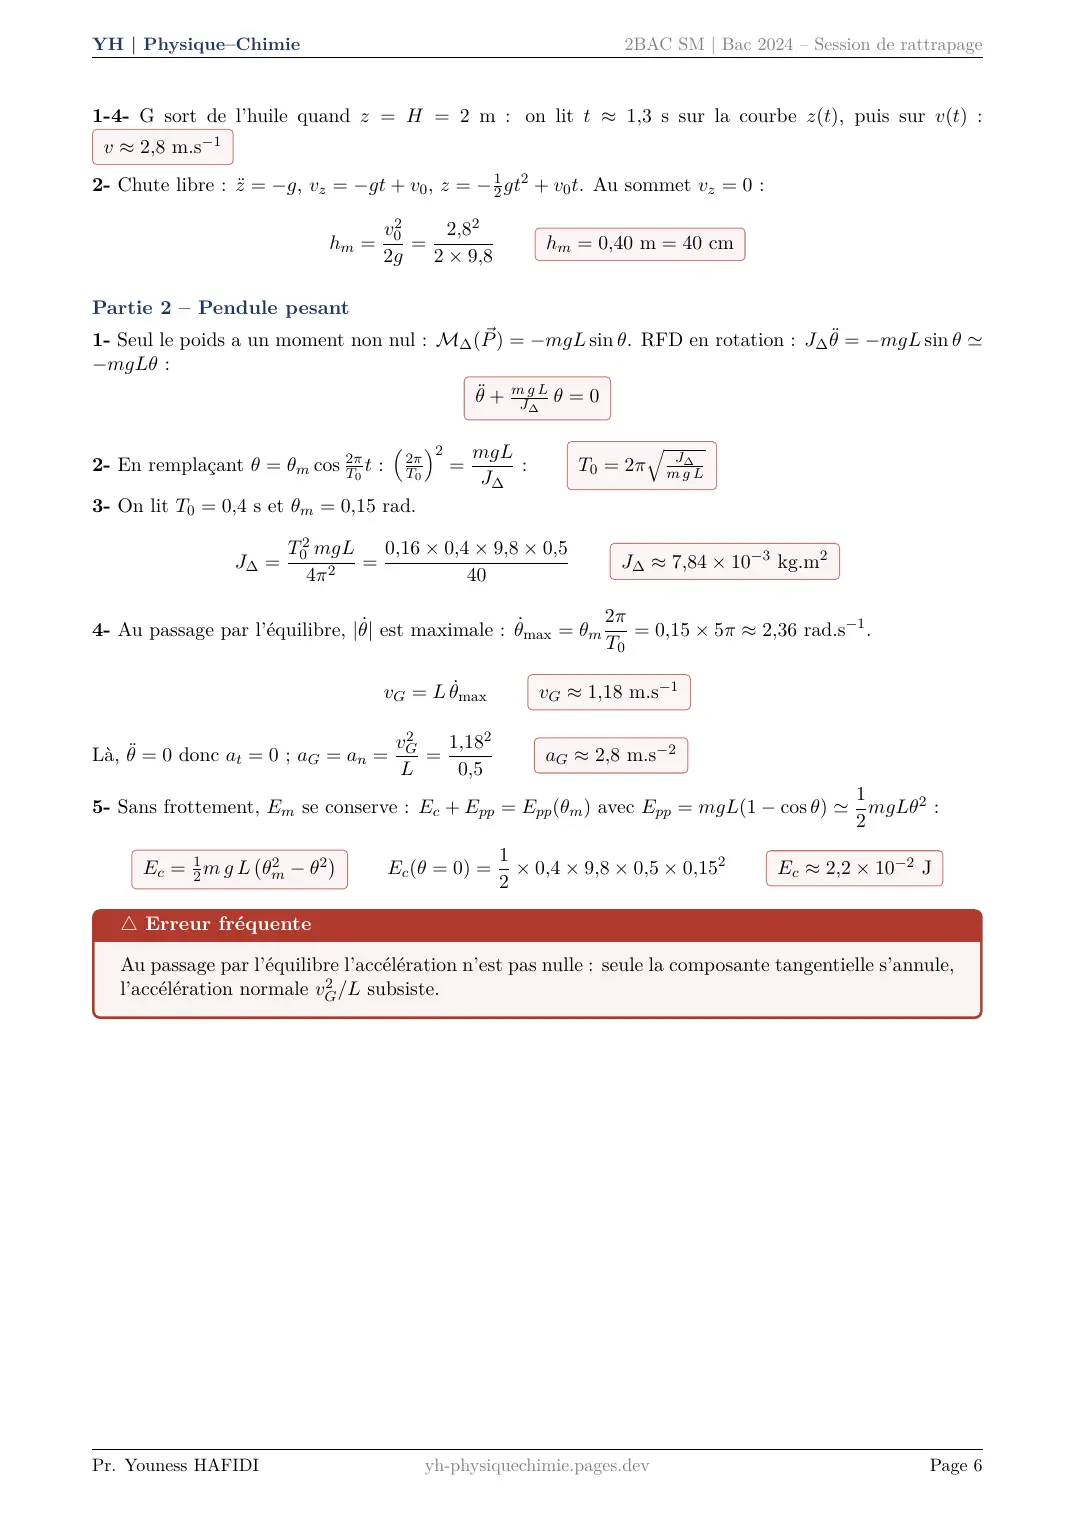 YH | Physique–Chimie 2BAC SM | Bac 2024 – Session de rattrapage
1-4- G sort de l'huile quand z = H = 2 m : on lit t ≈ 1,3 s sur la courbe z(t), puis sur v(t) :
v ≈ 2,8 m.s⁻¹
2- Chute libre : z̈ = −g, v_z = −gt + v₀, z = −½gt² + v₀t. Au sommet v_z = 0 :
h_m = v₀²/2g = 2,8²/(2 × 9,8) h_m = 0,40 m = 40 cm
Partie 2 – Pendule pesant
1- Seul le poids a un moment non nul : ℳ_Δ(P⃗) = −mgL sin θ. RFD en rotation : J_Δθ̈ = −mgL sin θ ≃
−mgLθ :
θ̈ + (m g L/J_Δ) θ = 0
2- En remplaçant θ = θ_m cos (2π/T₀)t : (2π/T₀)² = mgL/J_Δ : T₀ = 2π√(J_Δ/(m g L))
3- On lit T₀ = 0,4 s et θ_m = 0,15 rad.
J_Δ = T₀² mgL/4π² = (0,16 × 0,4 × 9,8 × 0,5)/40 J_Δ ≈ 7,84 × 10⁻³ kg.m²
4- Au passage par l'équilibre, |θ̇| est maximale : θ̇_max = θ_m 2π/T₀ = 0,15 × 5π ≈ 2,36 rad.s⁻¹.
v_G = L θ̇_max v_G ≈ 1,18 m.s⁻¹
Là, θ̈ = 0 donc a_t = 0 ; a_G = a_n = v_G²/L = 1,18²/0,5 a_G ≈ 2,8 m.s⁻²
5- Sans frottement, E_m se conserve : E_c + E_pp = E_pp(θ_m) avec E_pp = mgL(1 − cos θ) ≃ ½mgLθ² :
E_c = ½m g L (θ_m² − θ²) E_c(θ = 0) = ½ × 0,4 × 9,8 × 0,5 × 0,15² E_c ≈ 2,2 × 10⁻² J
△ Erreur fréquente
Au passage par l'équilibre l'accélération n'est pas nulle : seule la composante tangentielle s'annule,
l'accélération normale v_G²/L subsiste.
Pr. Youness HAFIDI yh-physiquechimie.pages.dev Page 6